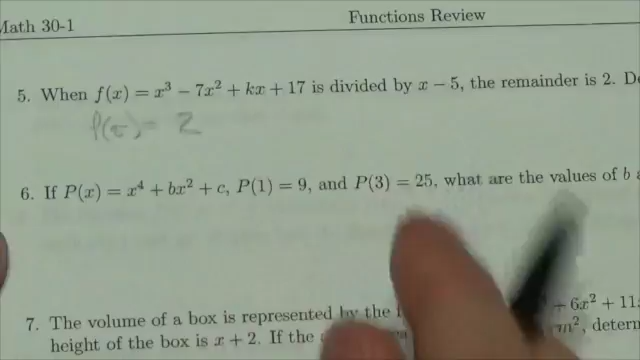 Math 30-1 Functions Review
5. When f(x) = x³ − 7x² + kx + 17 is divided by x − 5, the remainder is 2.
f(5) = 2
6. If P(x) = x⁴ + bx² + c, P(1) = 9, and P(3) = 25, what are the values of b
7. The volume of a box is represented by the + 6x² + 11
height of the box is x + 2. If the m², determ